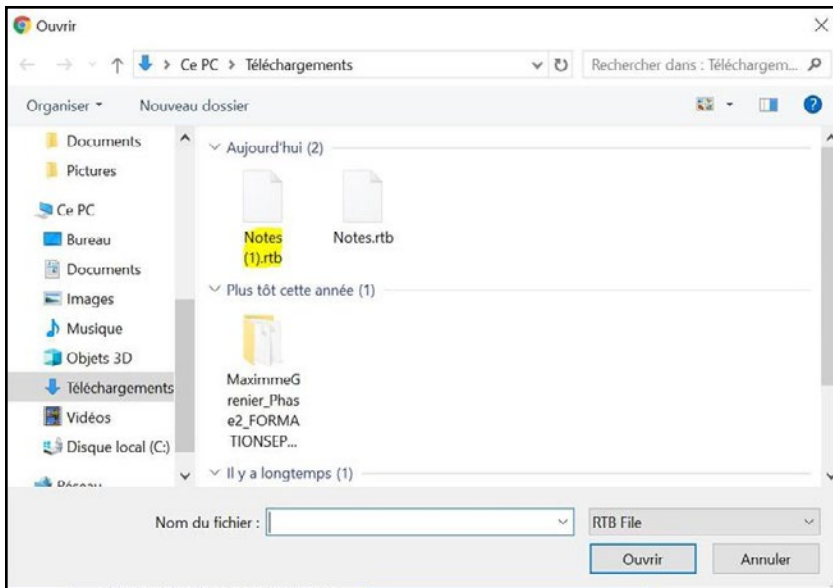 Ouvrir
Ce PC > Téléchargements
Rechercher dans : Téléchargem...
Organiser
Nouveau dossier
Documents
Pictures
Ce PC
Bureau
Documents
Images
Musique
Objets 3D
Téléchargements
Vidéos
Disque local (C:)
Réseau
Aujourd'hui (2)
Notes
(1).rtb
Notes.rtb
Plus tôt cette année (1)
MaximmeG
renier_Phas
e2_FORMA
TIONSEP...
Il y a longtemps (1)
Nom du fichier :
RTB File
Ouvrir
Annuler